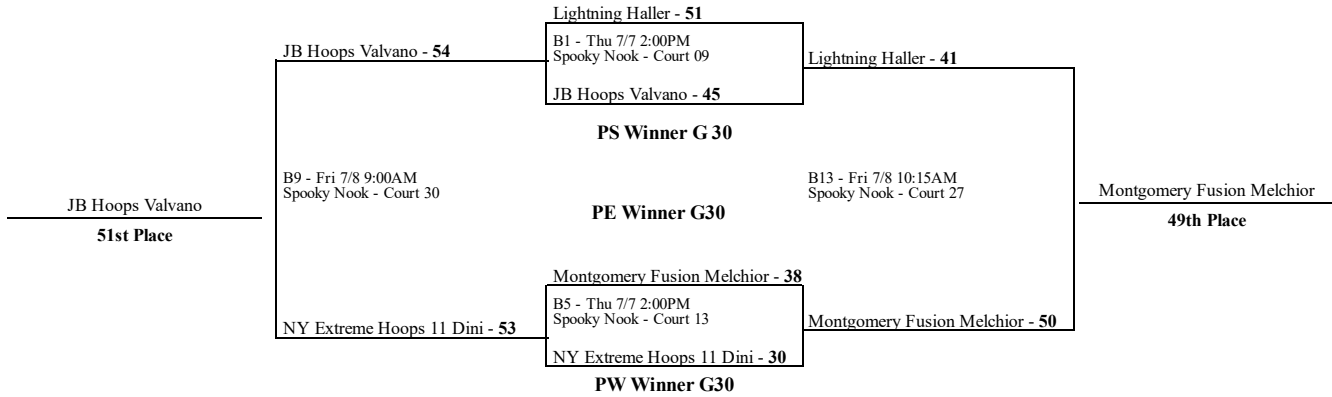 Lightning Haller - 51
JB Hoops Valvano - 54
B1 - Thu 7/7 2:00PM
Spooky Nook - Court 09
Lightning Haller - 41
JB Hoops Valvano - 45
PS Winner G 30
B9 - Fri 7/8 9:00AM
Spooky Nook - Court 30
B13 - Fri 7/8 10:15AM
Spooky Nook - Court 27
JB Hoops Valvano
51st Place
PE Winner G30
Montgomery Fusion Melchior
49th Place
Montgomery Fusion Melchior - 38
B5 - Thu 7/7 2:00PM
Spooky Nook - Court 13
NY Extreme Hoops 11 Dini - 53
Montgomery Fusion Melchior - 50
NY Extreme Hoops 11 Dini - 30
PW Winner G30